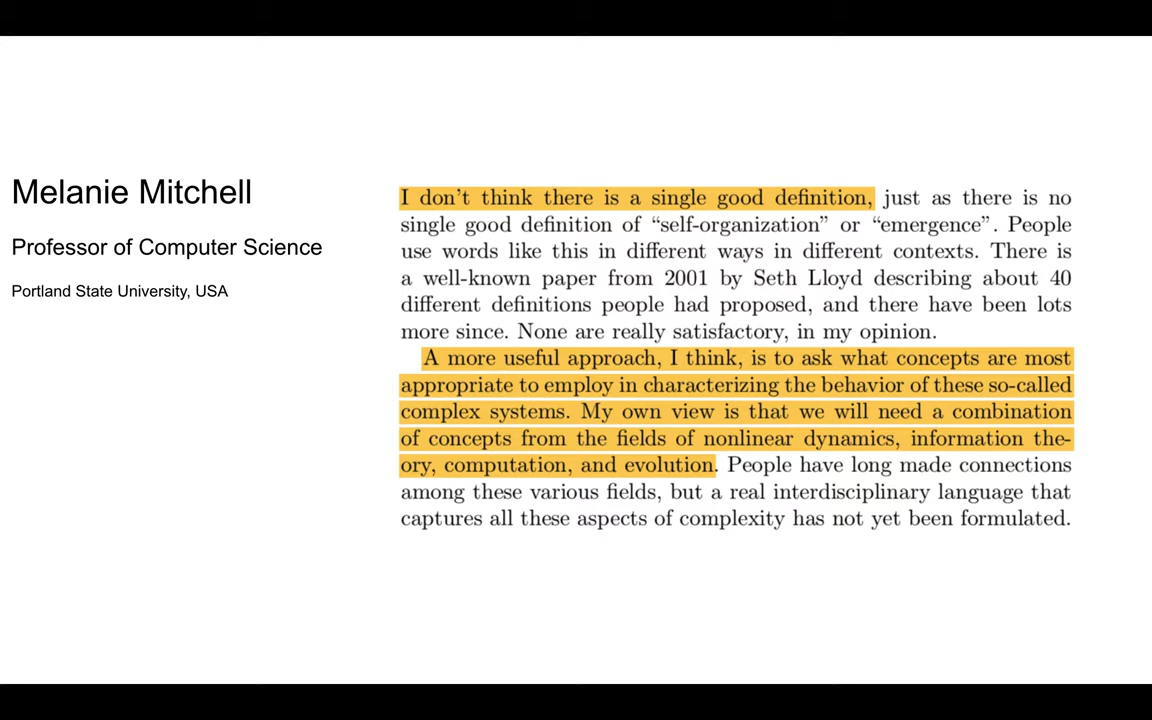 Melanie Mitchell
Professor of Computer Science
Portland State University, USA
I don’t think there is a single good definition, just as there is no
single good definition of “self-organization” or “emergence”. People
use words like this in different ways in different contexts. There is
a well-known paper from 2001 by Seth Lloyd describing about 40
different definitions people had proposed, and there have been lots
more since. None are really satisfactory, in my opinion.
A more useful approach, I think, is to ask what concepts are most
appropriate to employ in characterizing the behavior of these so-called
complex systems. My own view is that we will need a combination
of concepts from the fields of nonlinear dynamics, information the-
ory, computation, and evolution. People have long made connections
among these various fields, but a real interdisciplinary language that
captures all these aspects of complexity has not yet been formulated.